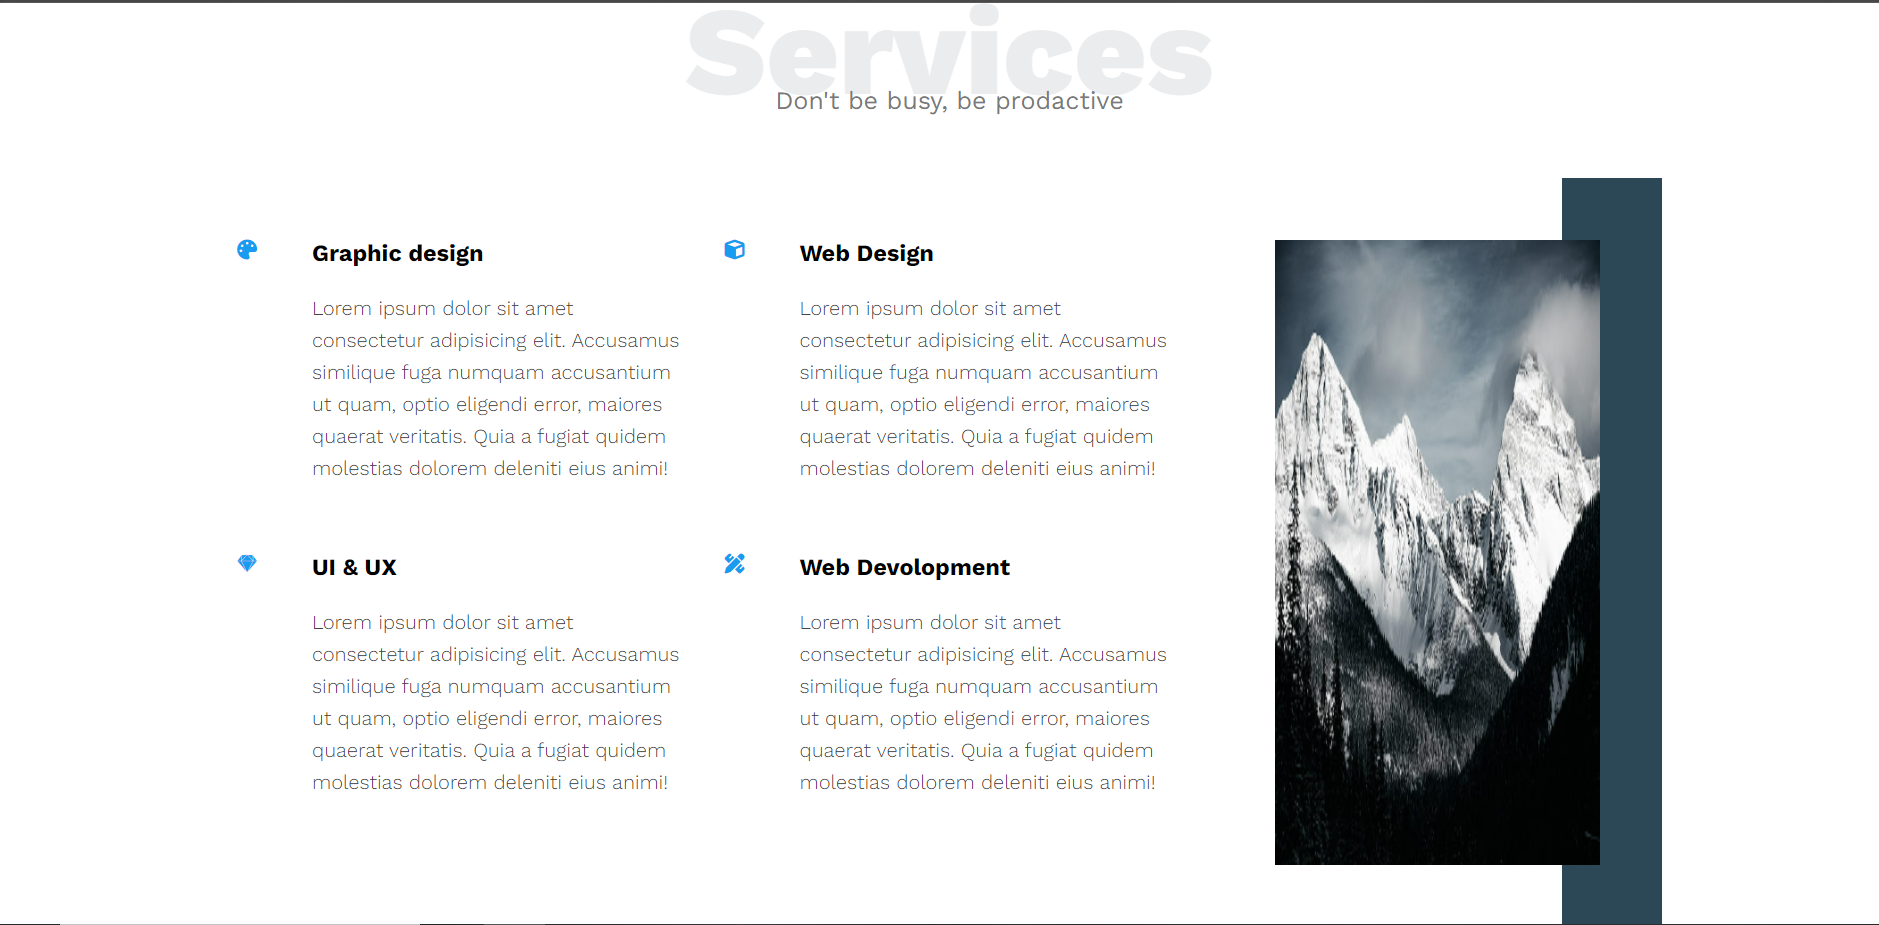 Services
Don't be busy, be prodactive
Graphic design
Lorem ipsum dolor sit amet
consectetur adipisicing elit. Accusamus
similique fuga numquam accusantium
ut quam, optio eligendi error, maiores
quaerat veritatis. Quia a fugiat quidem
molestias dolorem deleniti eius animi!
Web Design
Lorem ipsum dolor sit amet
consectetur adipisicing elit. Accusamus
similique fuga numquam accusantium
ut quam, optio eligendi error, maiores
quaerat veritatis. Quia a fugiat quidem
molestias dolorem deleniti eius animi!
UI & UX
Lorem ipsum dolor sit amet
consectetur adipisicing elit. Accusamus
similique fuga numquam accusantium
ut quam, optio eligendi error, maiores
quaerat veritatis. Quia a fugiat quidem
molestias dolorem deleniti eius animi!
Web Devolopment
Lorem ipsum dolor sit amet
consectetur adipisicing elit. Accusamus
similique fuga numquam accusantium
ut quam, optio eligendi error, maiores
quaerat veritatis. Quia a fugiat quidem
molestias dolorem deleniti eius animi!